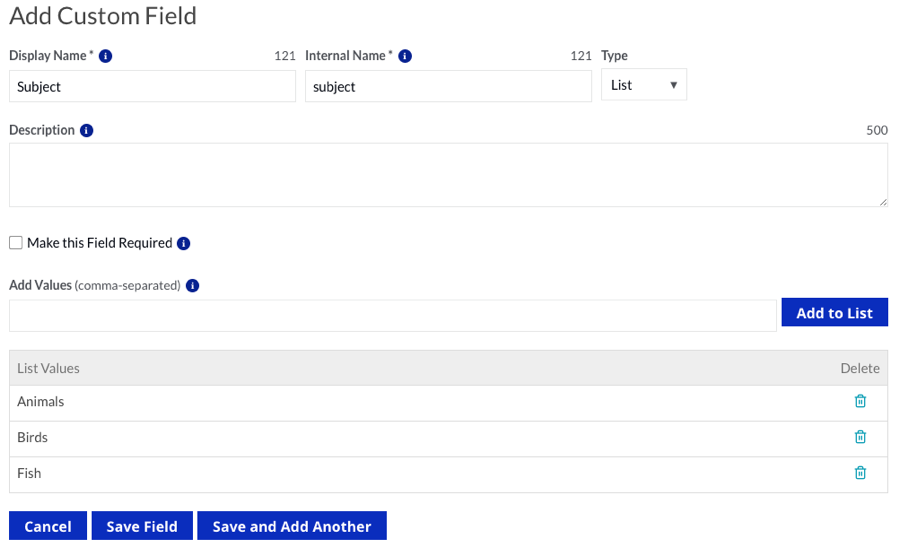 Add Custom Field
Display Name * 121 Internal Name * 121 Type
Subject subject List
Description 500
Make this Field Required
Add Values (comma-separated)
Add to List
List Values Delete
Animals
Birds
Fish
Cancel Save Field Save and Add Another